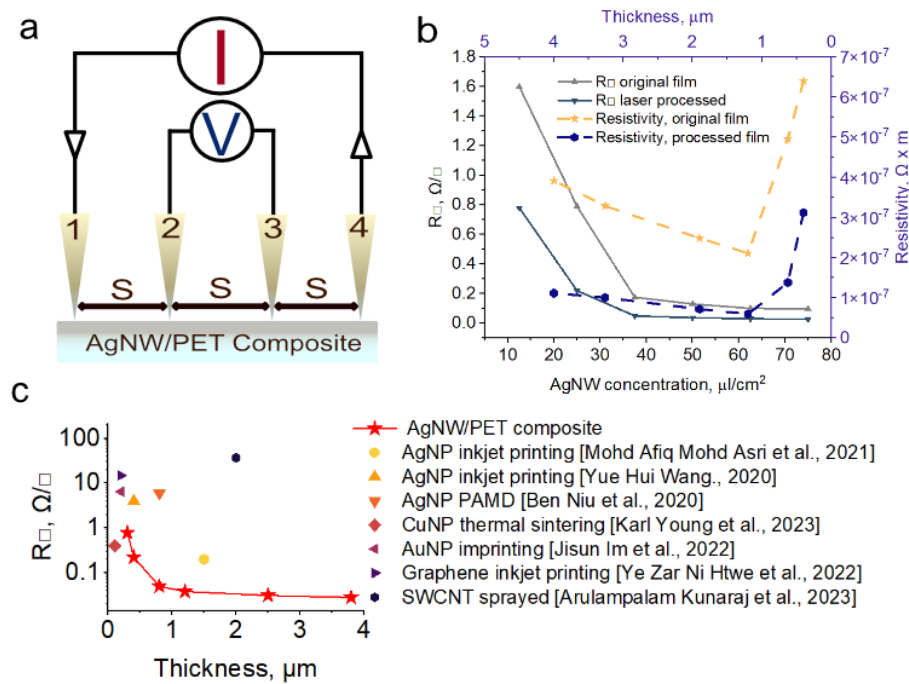 a
I
V
1 2 3 4
S S S
AgNW/PET Composite
b
Thickness, μm
5 4 3 2 1 0
R□ original film
R□ laser processed
Resistivity, original film
Resistivity, processed film
1.8
1.6
1.4
1.2
1.0
0.8
0.6
0.4
0.2
0.0
R□, Ω/□
7×10⁻⁷
6×10⁻⁷
5×10⁻⁷
4×10⁻⁷
3×10⁻⁷
2×10⁻⁷
1×10⁻⁷
0
Resistivity, Ω x m
10 20 30 40 50 60 70 80
AgNW concentration, μl/cm²
c
100
10
1
0.1
R□, Ω/□
0 1 2 3 4
Thickness, μm
AgNW/PET composite
AgNP inkjet printing [Mohd Afiq Mohd Asri et al., 2021]
AgNP inkjet printing [Yue Hui Wang., 2020]
AgNP PAMD [Ben Niu et al., 2020]
CuNP thermal sintering [Karl Young et al., 2023]
AuNP imprinting [Jisun Im et al., 2022]
Graphene inkjet printing [Ye Zar Ni Htwe et al., 2022]
SWCNT sprayed [Arulampalam Kunaraj et al., 2023]